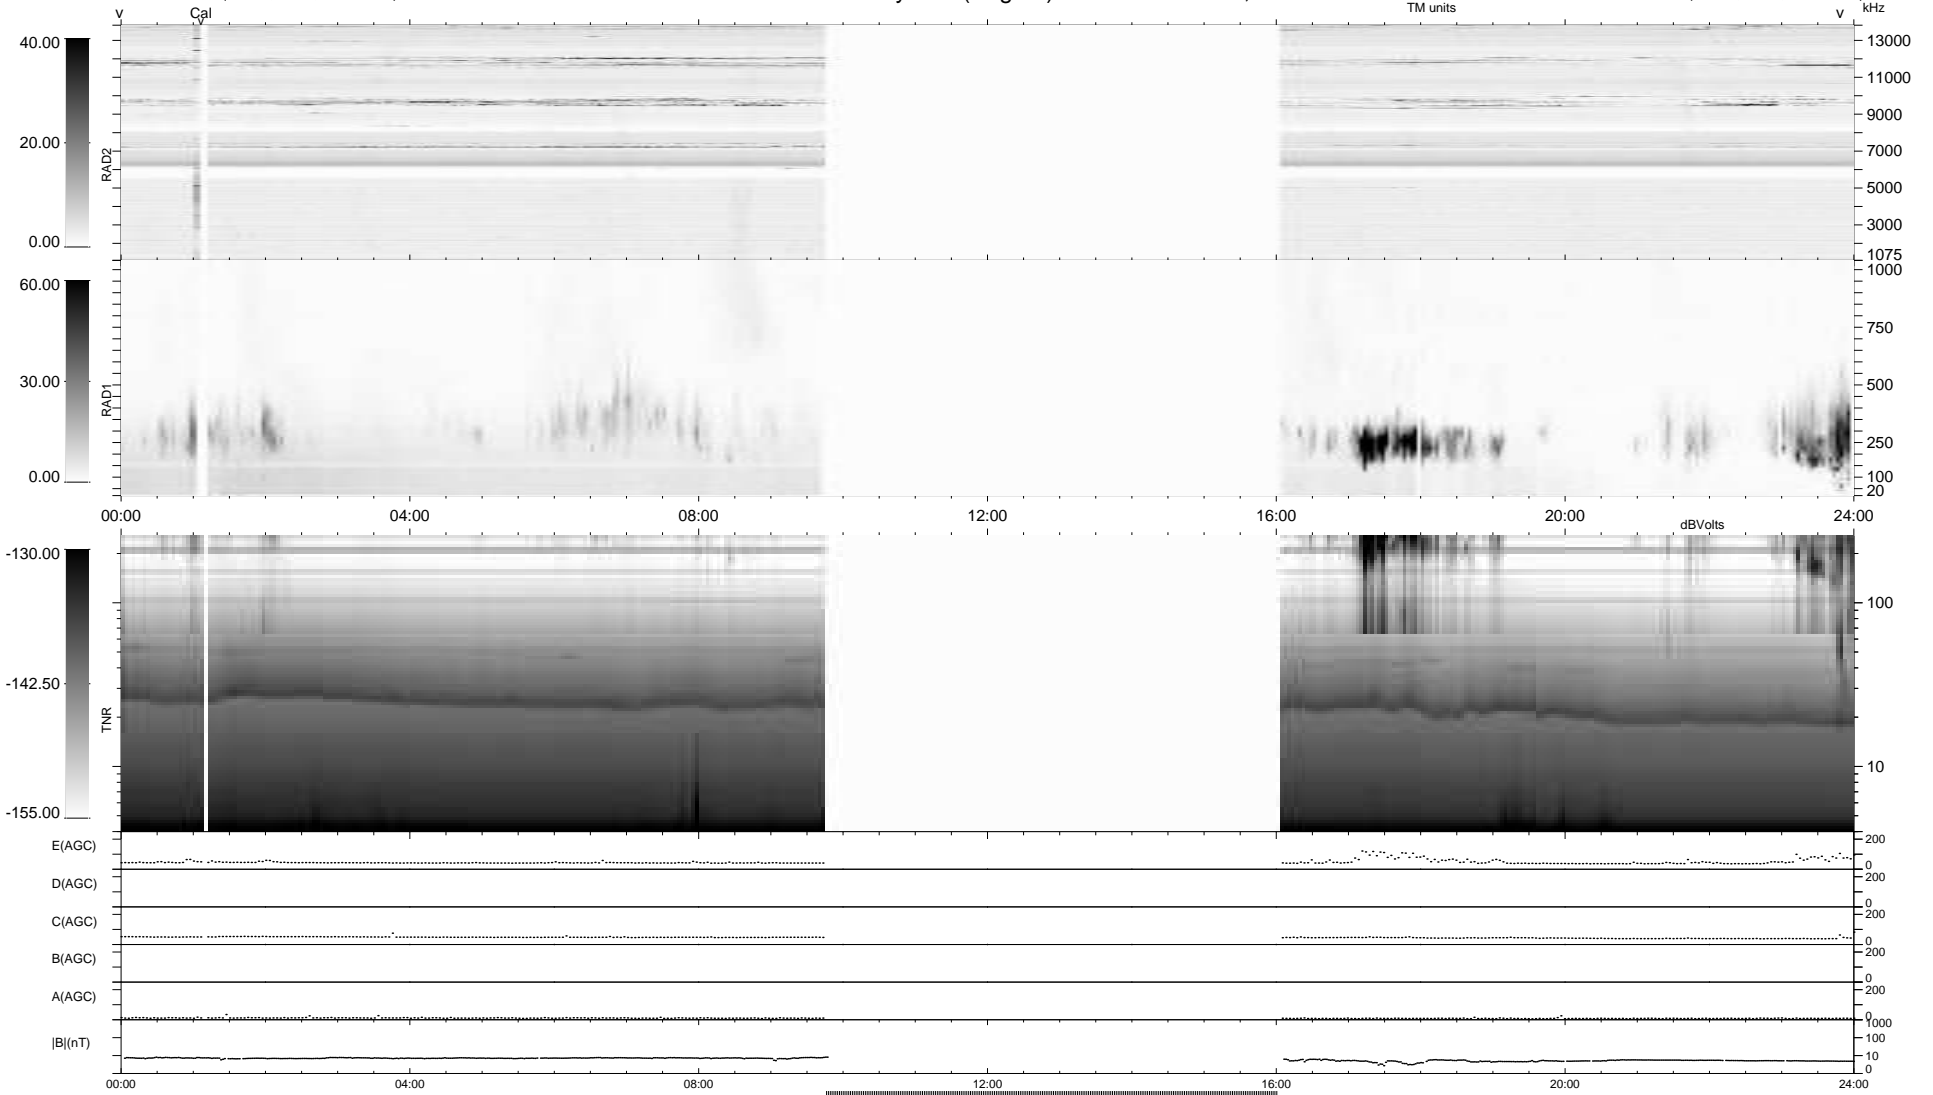 v Cal TM units v kHz
40.00
20.00
0.00
RAD2
13000
11000
9000
7000
5000
3000
1075
60.00
30.00
0.00
RAD1
1000
750
500
250
100
20
00:00 04:00 08:00 12:00 16:00 20:00 24:00
dBVolts
-130.00
-142.50
-155.00
TNR
100
10
E(AGC) 200
0
D(AGC) 200
0
C(AGC) 200
0
B(AGC) 200
0
A(AGC) 200
0
|B|(nT) 1000
100
10
0
00:00 04:00 08:00 12:00 16:00 20:00 24:00